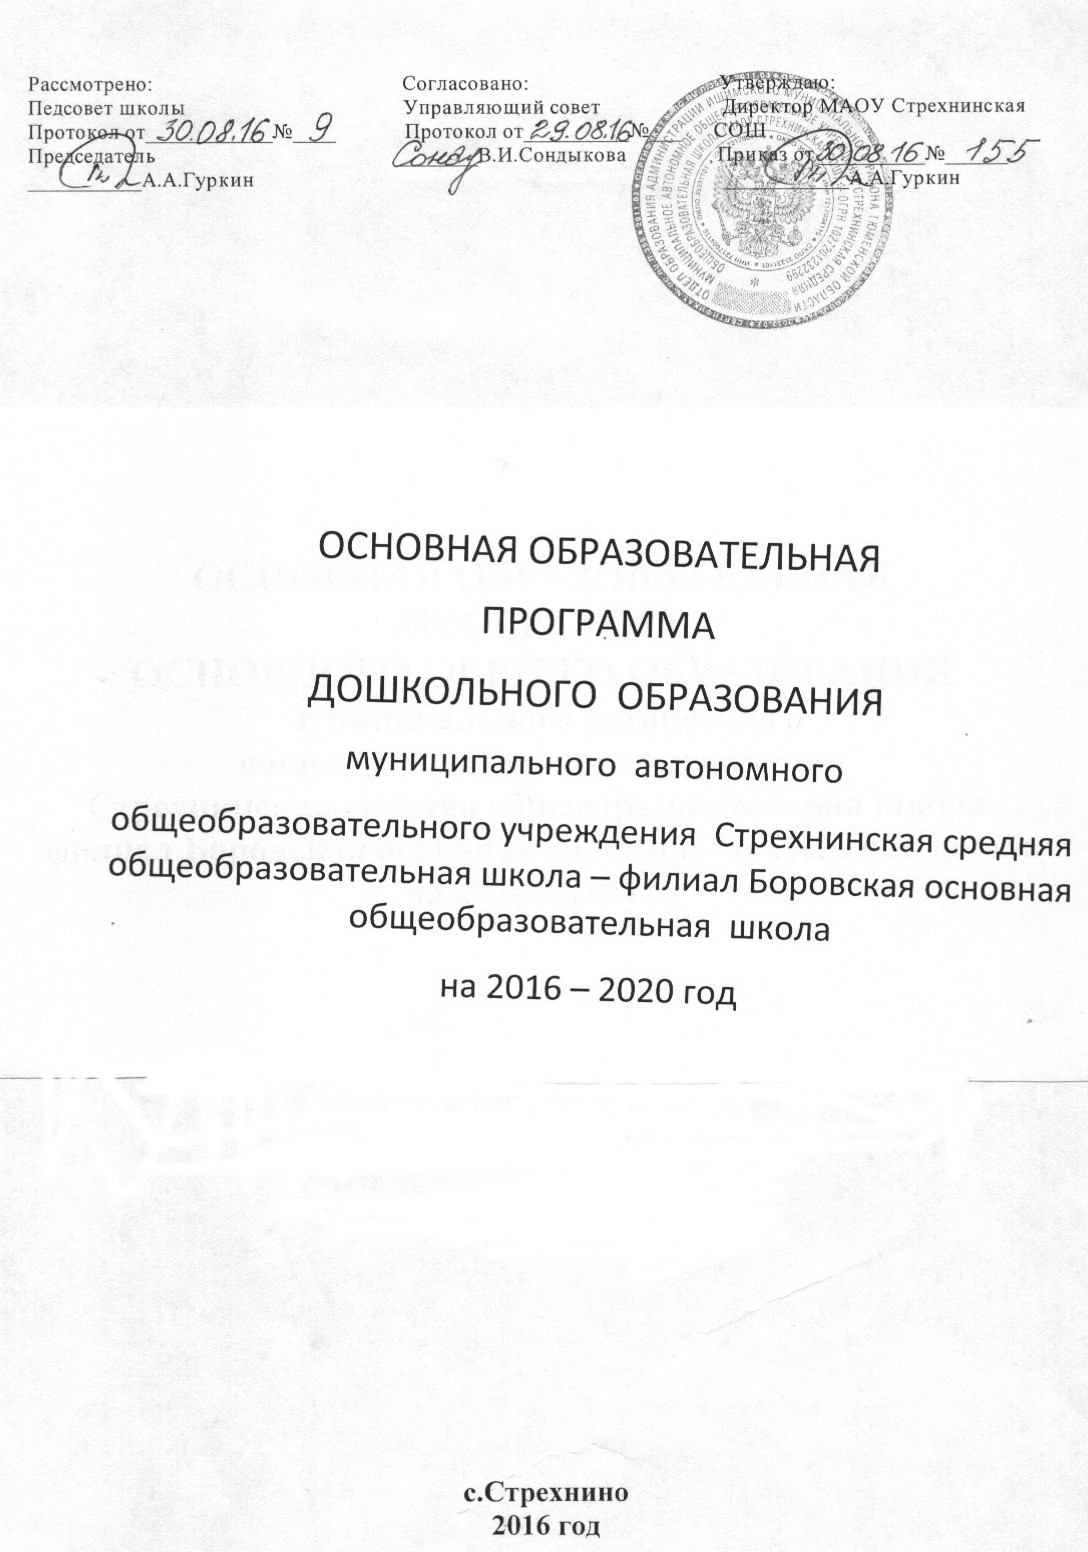 Рассмотрено:
Педсовет школы
Протокол от 30.08.16 № 9
Председатель
А.А.Гуркин
Согласовано:
Управляющий совет
Протокол от 29.08.16 №
Сонду В.И.Сондыкова
Утверждаю:
Директор МАОУ Стрехнинская
СОШ
Приказ от 30.08.16 № 155
А.А.Гуркин
ОСНОВНАЯ ОБРАЗОВАТЕЛЬНАЯ
ПРОГРАММА
ДОШКОЛЬНОГО ОБРАЗОВАНИЯ
муниципального автономного
общеобразовательного учреждения Стрехнинская средняя
общеобразовательная школа – филиал Боровская основная
общеобразовательная школа
на 2016 – 2020 год
с.Стрехнино
2016 год